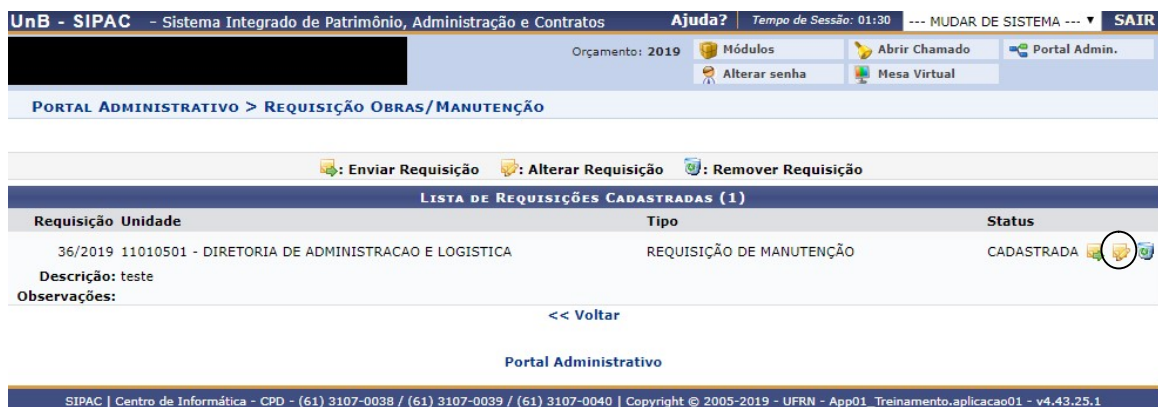 UnB - SIPAC - Sistema Integrado de Patrimônio, Administração e Contratos Ajuda? Tempo de Sessão: 01:30 --- MUDAR DE SISTEMA --- ▼ SAIR
Orçamento: 2019 Módulos Abrir Chamado Portal Admin.
Alterar senha Mesa Virtual
PORTAL ADMINISTRATIVO > REQUISIÇÃO OBRAS/MANUTENÇÃO
: Enviar Requisição : Alterar Requisição : Remover Requisição
LISTA DE REQUISIÇÕES CADASTRADAS (1)
Requisição Unidade Tipo Status
36/2019 11010501 - DIRETORIA DE ADMINISTRACAO E LOGISTICA REQUISIÇÃO DE MANUTENÇÃO CADASTRADA
Descrição: teste
Observações:
<< Voltar
Portal Administrativo
SIPAC | Centro de Informática - CPD - (61) 3107-0038 / (61) 3107-0039 / (61) 3107-0040 | Copyright © 2005-2019 - UFRN - App01_Treinamento.aplicacao01 - v4.43.25.1